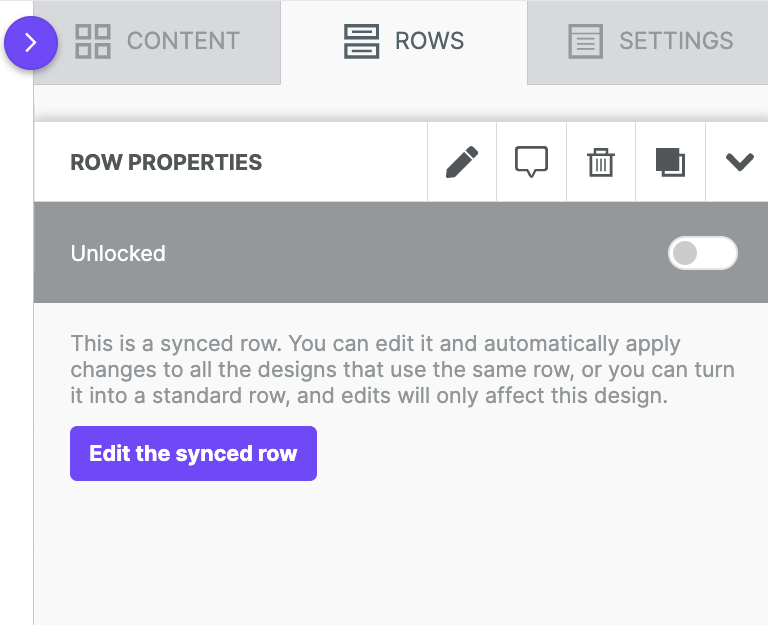 CONTENT
ROWS
SETTINGS
ROW PROPERTIES
Unlocked
This is a synced row. You can edit it and automatically apply
changes to all the designs that use the same row, or you can turn
it into a standard row, and edits will only affect this design.
Edit the synced row